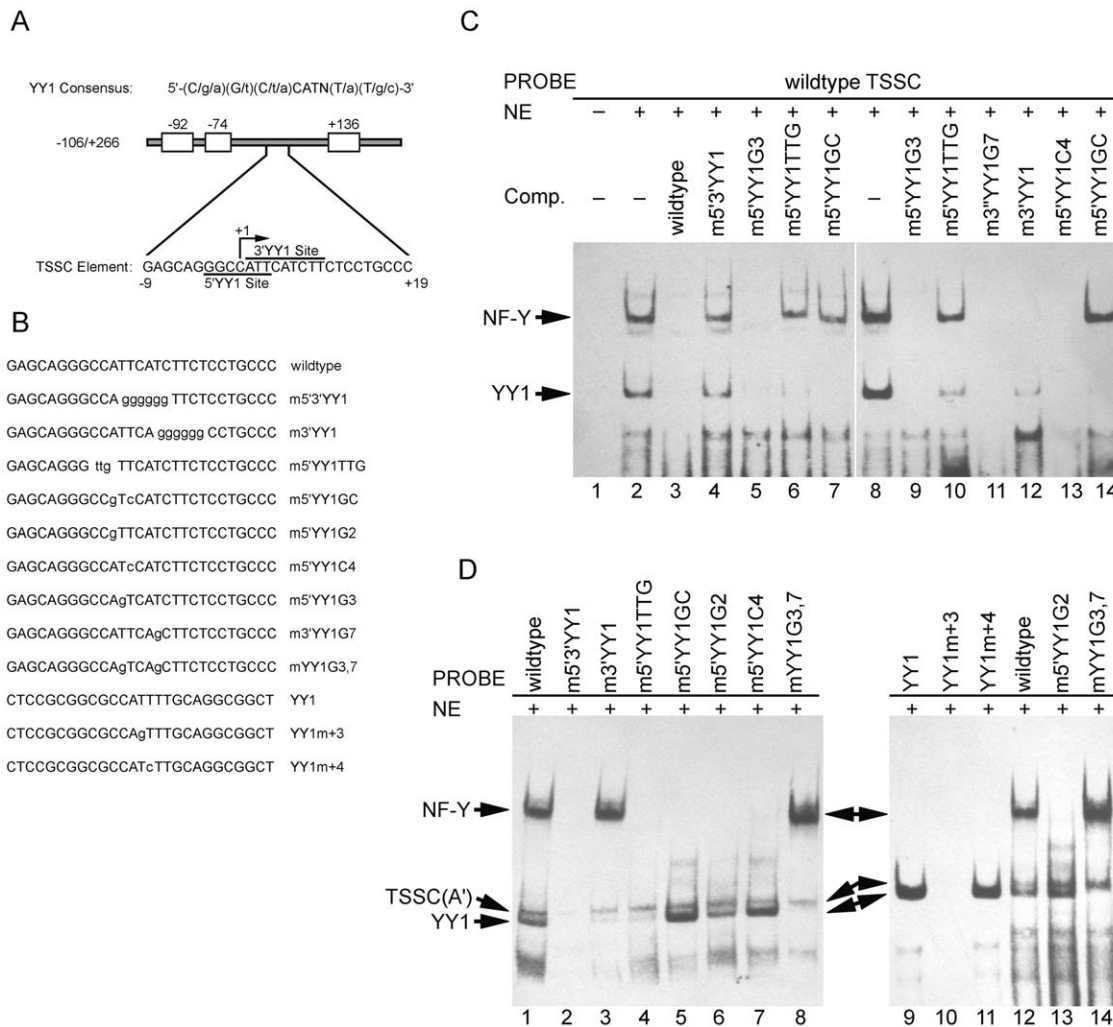 A
YY1 Consensus: 5'-(C/g/a)(G/t)(C/t/a)CATN(T/a)(T/g/c)-3'
-92 -74 +136
-106/+266
+1
3'YY1 Site
TSSC Element: GAGCAGGGCCATTCATCTTCTCCTGCCC
-9 5'YY1 Site +19
B
GAGCAGGGCCATTCATCTTCTCCTGCCC wildtype
GAGCAGGGCCA gggggg TTCTCCTGCCC m5'3'YY1
GAGCAGGGCCATTCA gggggg CCTGCCC m3'YY1
GAGCAGGG ttg TTCATCTTCTCCTGCCC m5'YY1TTG
GAGCAGGGCCgTcCATCTTCTCCTGCCC m5'YY1GC
GAGCAGGGCCgTTCATCTTCTCCTGCCC m5'YY1G2
GAGCAGGGCCATcCATCTTCTCCTGCCC m5'YY1C4
GAGCAGGGCCAgTCATCTTCTCCTGCCC m5'YY1G3
GAGCAGGGCCATTCAgCTTCTCCTGCCC m3'YY1G7
GAGCAGGGCCAgTCAgCTTCTCCTGCCC mYY1G3,7
CTCCGCGGCGCCATTTTGCAGGCGGCT YY1
CTCCGCGGCGCCAgTTTGCAGGCGGCT YY1m+3
CTCCGCGGCGCCATcTTGCAGGCGGCT YY1m+4
C
PROBE wildtype TSSC
NE – + + + + + + + + + + + + +
Comp. – – wildtype m5'3'YY1 m5'YY1G3 m5'YY1TTG m5'YY1GC – m5'YY1G3 m5'YY1TTG m3"YY1G7 m3'YY1 m5'YY1C4 m5'YY1GC
NF-Y
YY1
1 2 3 4 5 6 7 8 9 10 11 12 13 14
D
PROBE wildtype m5'3'YY1 m3'YY1 m5'YY1TTG m5'YY1GC m5'YY1G2 m5'YY1C4 mYY1G3,7 YY1 YY1m+3 YY1m+4 wildtype m5'YY1G2 mYY1G3,7
NE + + + + + + + + + + + + + +
NF-Y
TSSC(A')
YY1
1 2 3 4 5 6 7 8 9 10 11 12 13 14